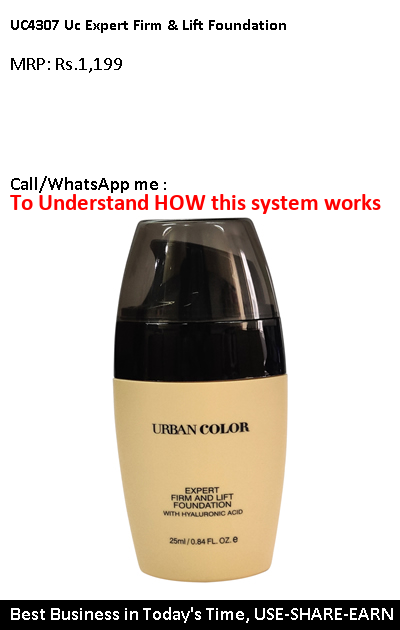 UC4307 Uc Expert Firm & Lift Foundation
MRP: Rs.1,199
Call/WhatsApp me :
To Understand HOW this system works
URBAN COLOR
EXPERT
FIRM AND LIFT
FOUNDATION
WITH HYALURONIC ACID
25ml / 0.84 FL. OZ. e
Best Business in Today's Time, USE-SHARE-EARN